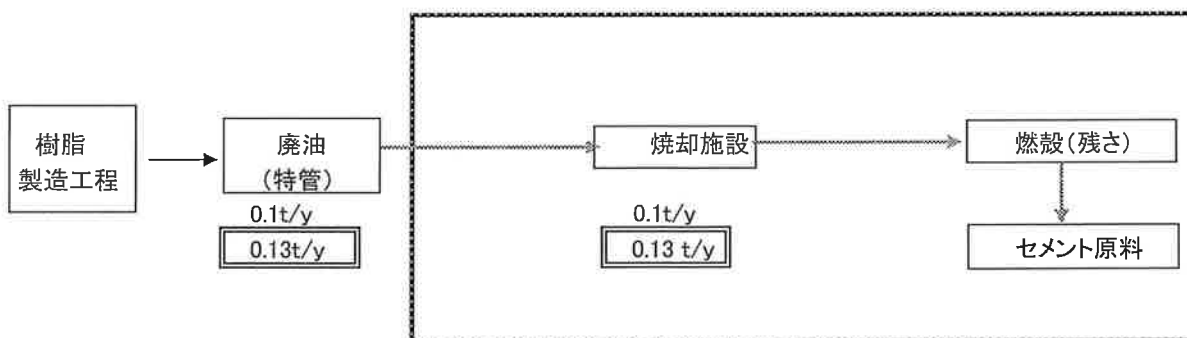 樹脂
製造工程
廃油
(特管)
0.1t/y
0.13t/y
焼却施設
0.1t/y
0.13 t/y
燃殻(残さ)
セメント原料